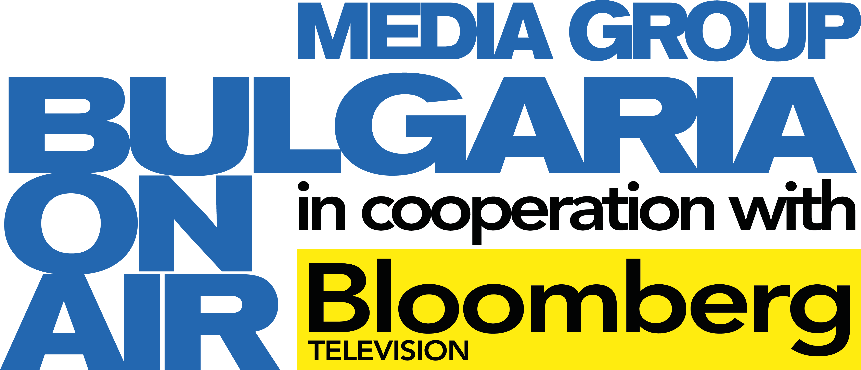 MEDIA GROUP
BULGARIA
ON
AIR
in cooperation with
Bloomberg
TELEVISION